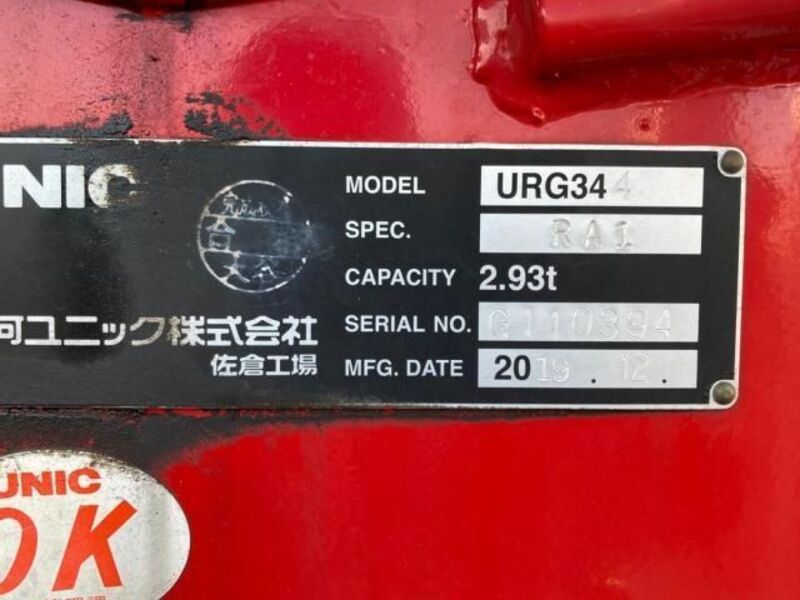 NIC
MODEL URG344
SPEC. RA1
CAPACITY 2.93t
SERIAL NO. G110394
MFG. DATE 2019.12.
河ユニック株式会社
佐倉工場
UNIC
OK